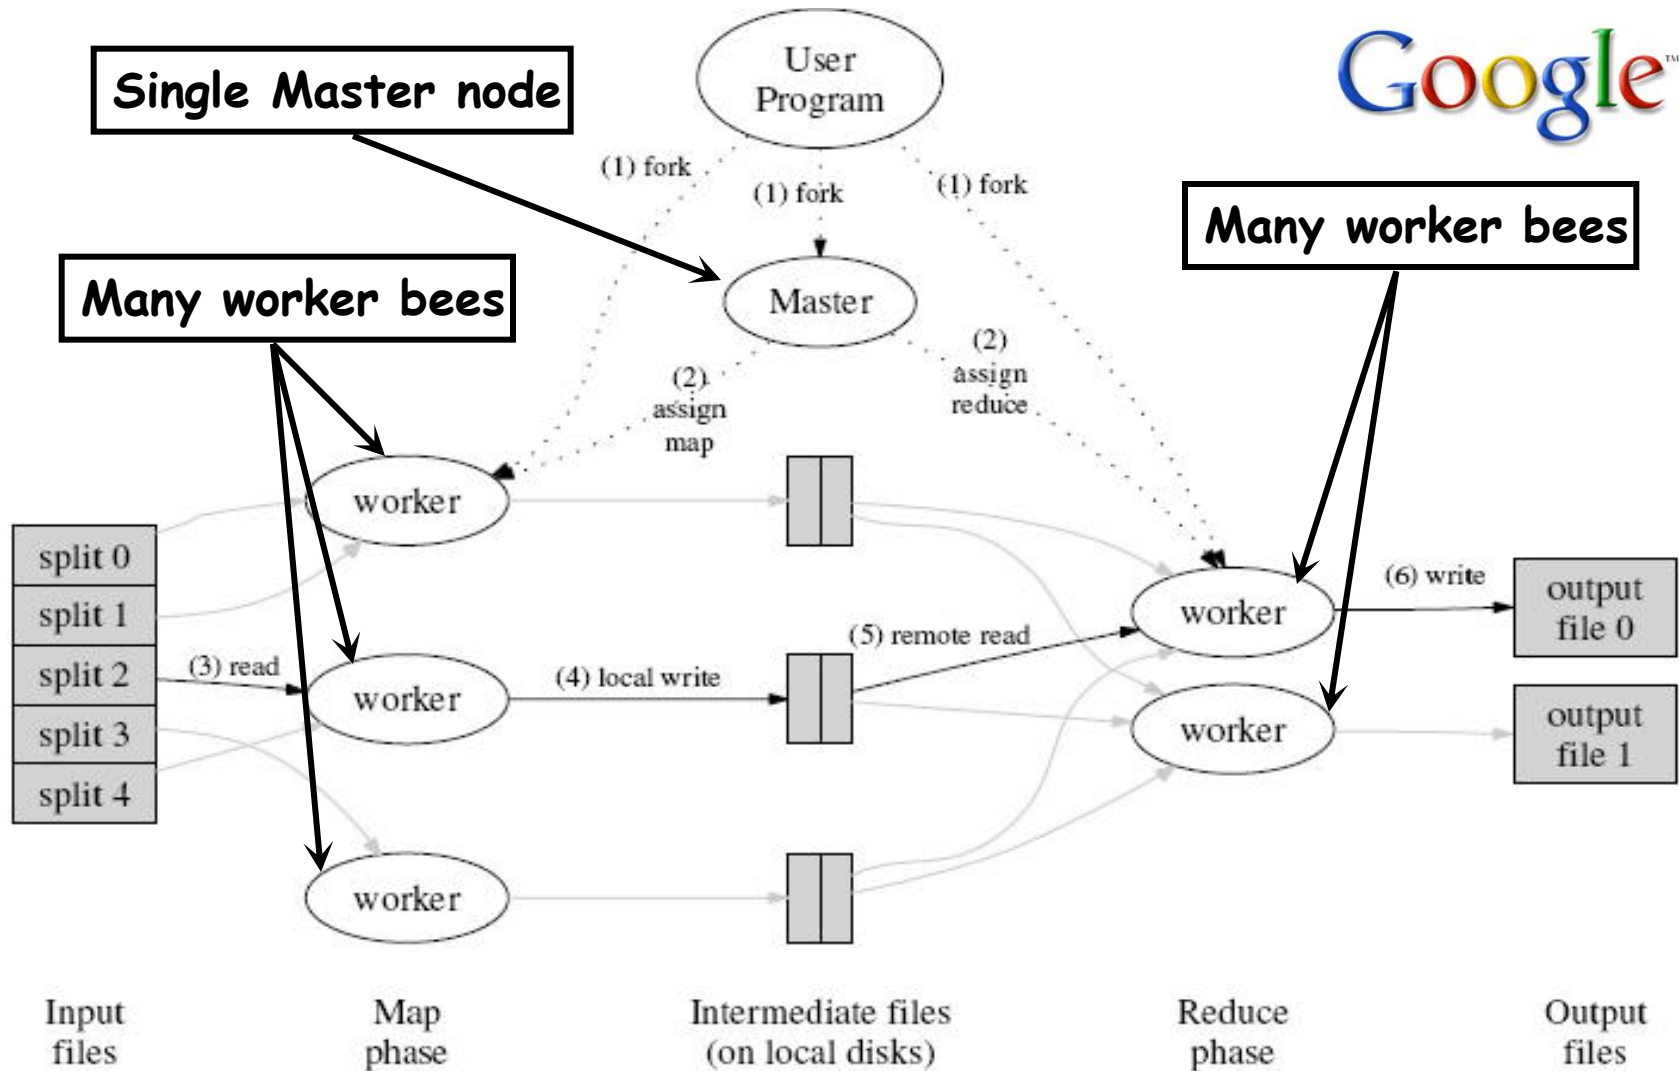 User
Program
Google™
Single Master node
(1) fork
(1) fork
(1) fork
Many worker bees
Many worker bees
Master
(2)
assign
map
(2)
assign
reduce
worker
split 0
split 1
split 2
split 3
split 4
(3) read
worker
(4) local write
(5) remote read
worker
worker
worker
(6) write
output
file 0
output
file 1
Input
files
Map
phase
Intermediate files
(on local disks)
Reduce
phase
Output
files